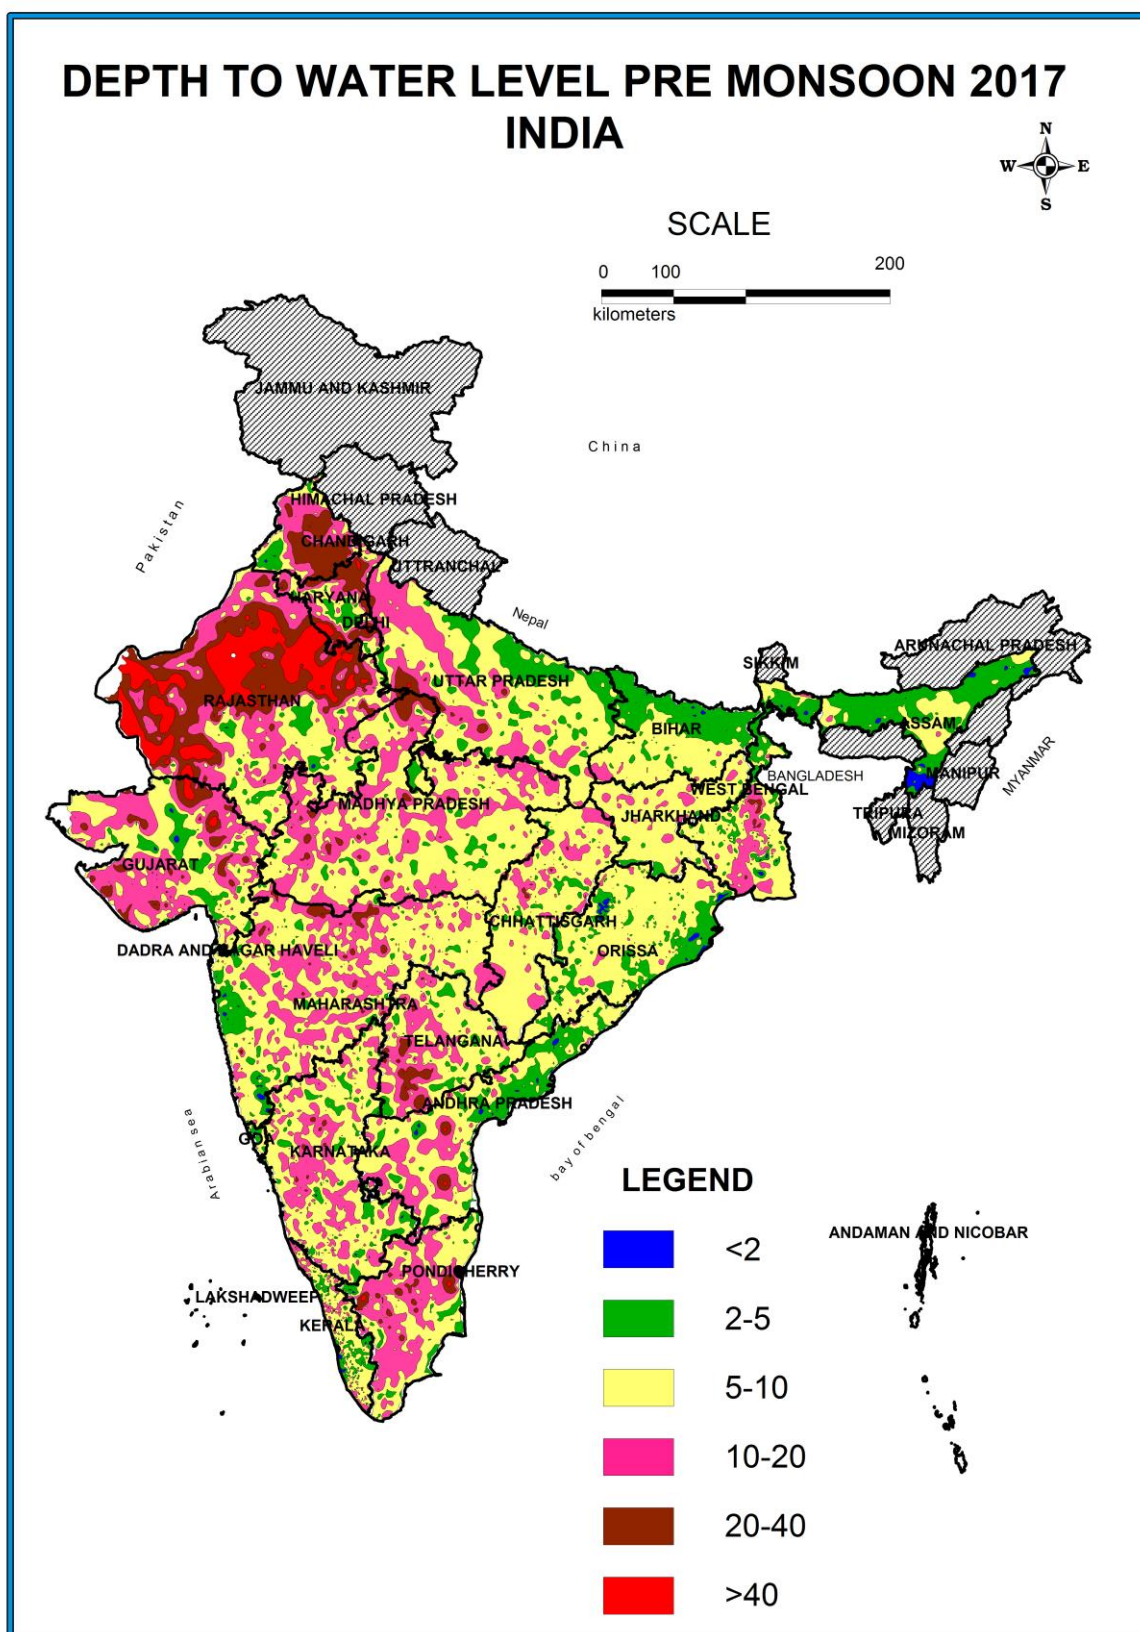 DEPTH TO WATER LEVEL PRE MONSOON 2017
INDIA
N
W E
S
SCALE
0 100 200
kilometers
JAMMU AND KASHMIR
China
HIMACHAL PRADESH
Pakistan
CHANDIGARH
UTTRANCHAL
HARYANA
Nepal
DELHI
ARUNACHAL PRADESH
SIKKIM
UTTAR PRADESH
RAJASTHAN
BIHAR
ASSAM
BANGLADESH
MANIPUR
MYANMAR
WEST BENGAL
MADHYA PRADESH
JHARKHAND
TRIPURA
MIZORAM
GUJARAT
CHHATTISGARH
DADRA AND NAGAR HAVELI
ORISSA
MAHARASHTRA
TELANGANA
ANDHRA PRADESH
bay of bengal
Arabian sea
GOA
KARNATAKA
LEGEND
ANDAMAN AND NICOBAR
<2
PONDICHERRY
LAKSHADWEEP
KERALA
2-5
5-10
10-20
20-40
>40